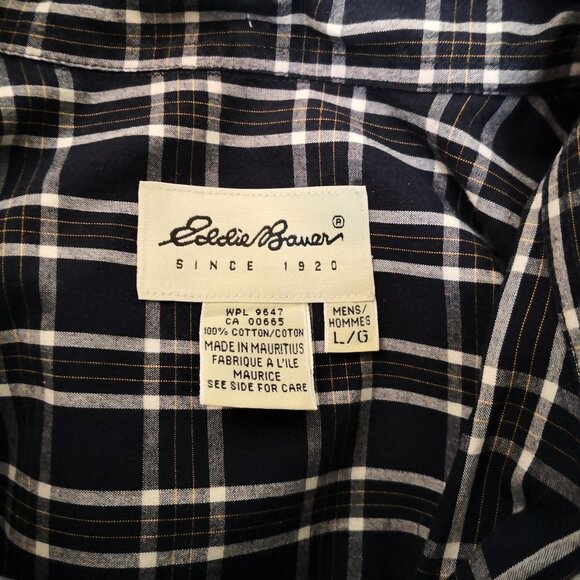 Eddie Bauer ®
SINCE 1920
WPL 9647
CA 00665
100% COTTON/COTON
MADE IN MAURITIUS
FABRIQUE A L'ILE
MAURICE
SEE SIDE FOR CARE
MENS/
HOMMES
L/G